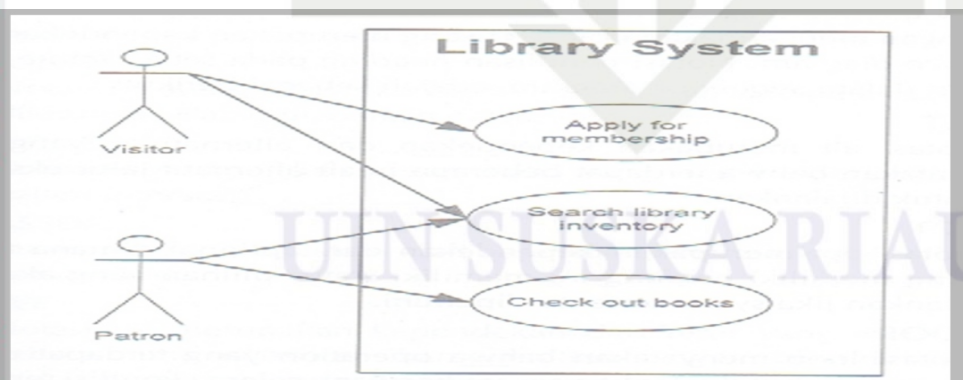 Library System
Apply for
membership
Visitor
Search library
inventory
UIN SUSKA RIAU
Check out books
Patron